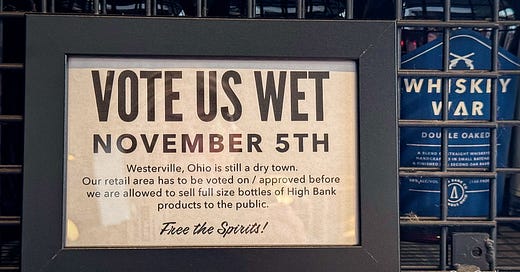 VOTE US WET
NOVEMBER 5TH
Westerville, Ohio is still a dry town.
Our retail area has to be voted on / approved before
we are allowed to sell full size bottles of High Bank
products to the public.
Free the Spirits!
WHISKEY
WAR
DOUBLE OAKED